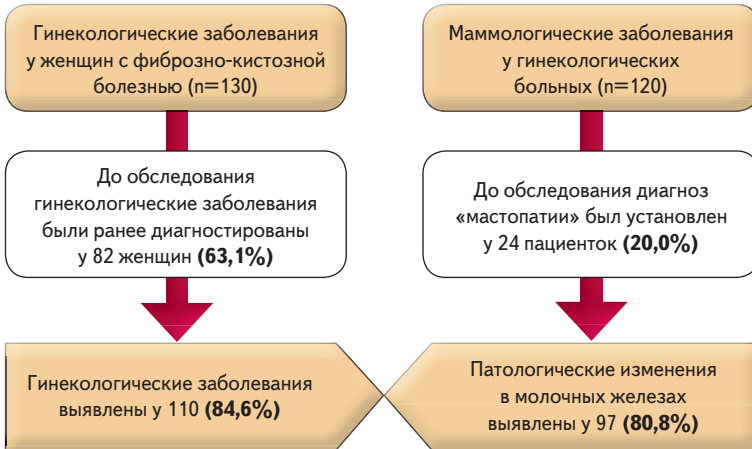 Гинекологические заболевания
у женщин с фиброзно-кистозной
болезнью (n=130)
Маммологические заболевания
у гинекологических
больных (n=120)
До обследования
гинекологические заболевания
были ранее диагностированы
у 82 женщин (63,1%)
До обследования диагноз
«мастопатии» был установлен
у 24 пациенток (20,0%)
Гинекологические заболевания
выявлены у 110 (84,6%)
Патологические изменения
в молочных железах
выявлены у 97 (80,8%)